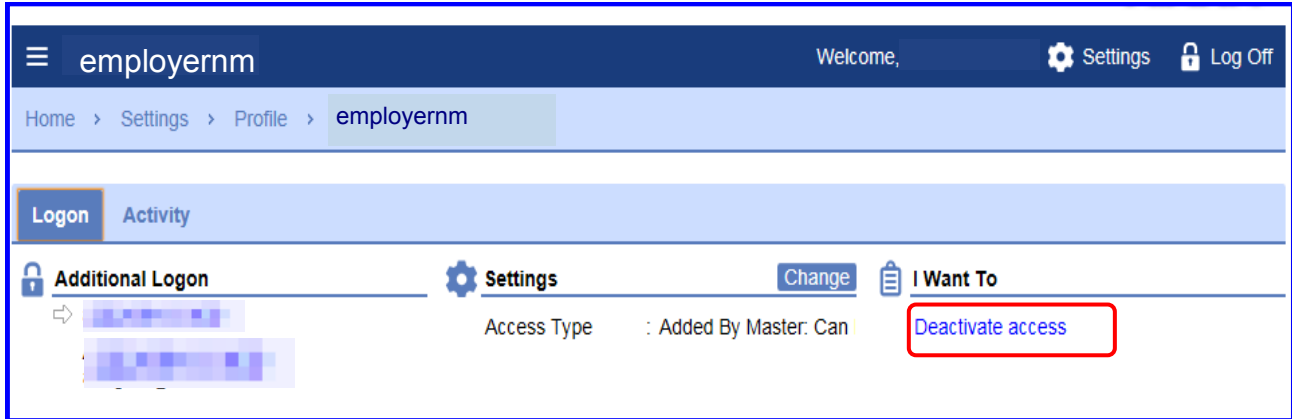 employernm
Welcome, Settings Log Off
Home > Settings > Profile > employernm
Logon Activity
Additional Logon
Settings Change
I Want To
Access Type : Added By Master: Can
Deactivate access